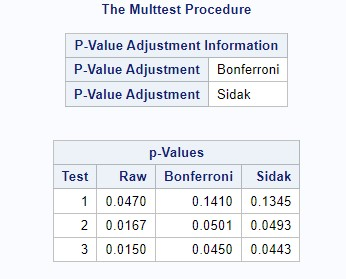 The Multtest Procedure
P-Value Adjustment Information
P-Value Adjustment Bonferroni
P-Value Adjustment Sidak
p-Values
Test Raw Bonferroni Sidak
1 0.0470 0.1410 0.1345
2 0.0167 0.0501 0.0493
3 0.0150 0.0450 0.0443